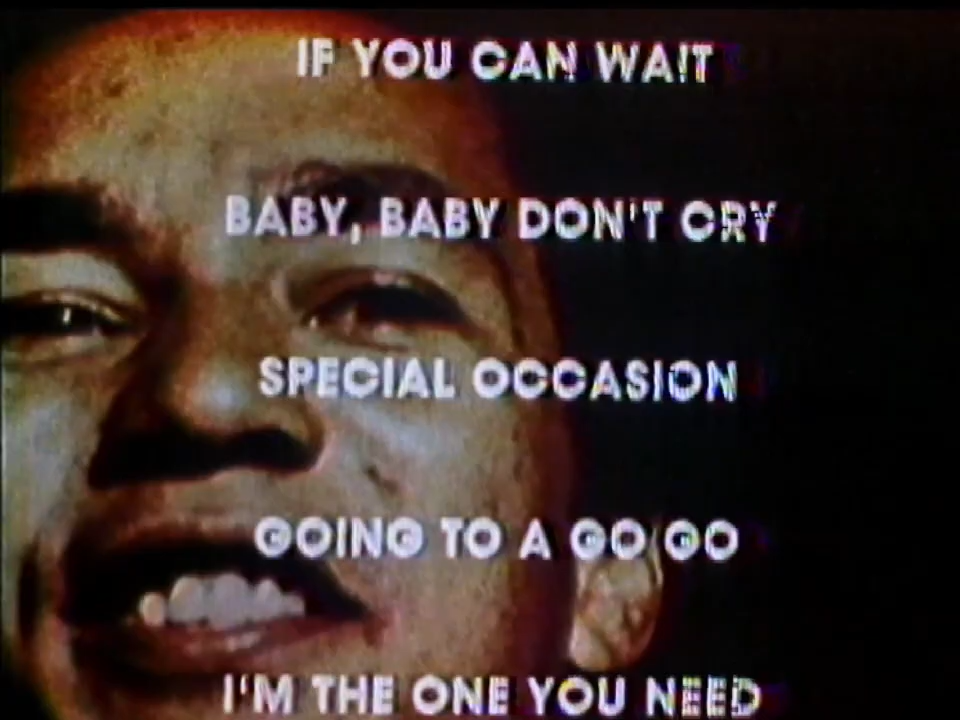 IF YOU CAN WAIT
BABY, BABY DON'T CRY
SPECIAL OCCASION
GOING TO A GO GO
I'M THE ONE YOU NEED